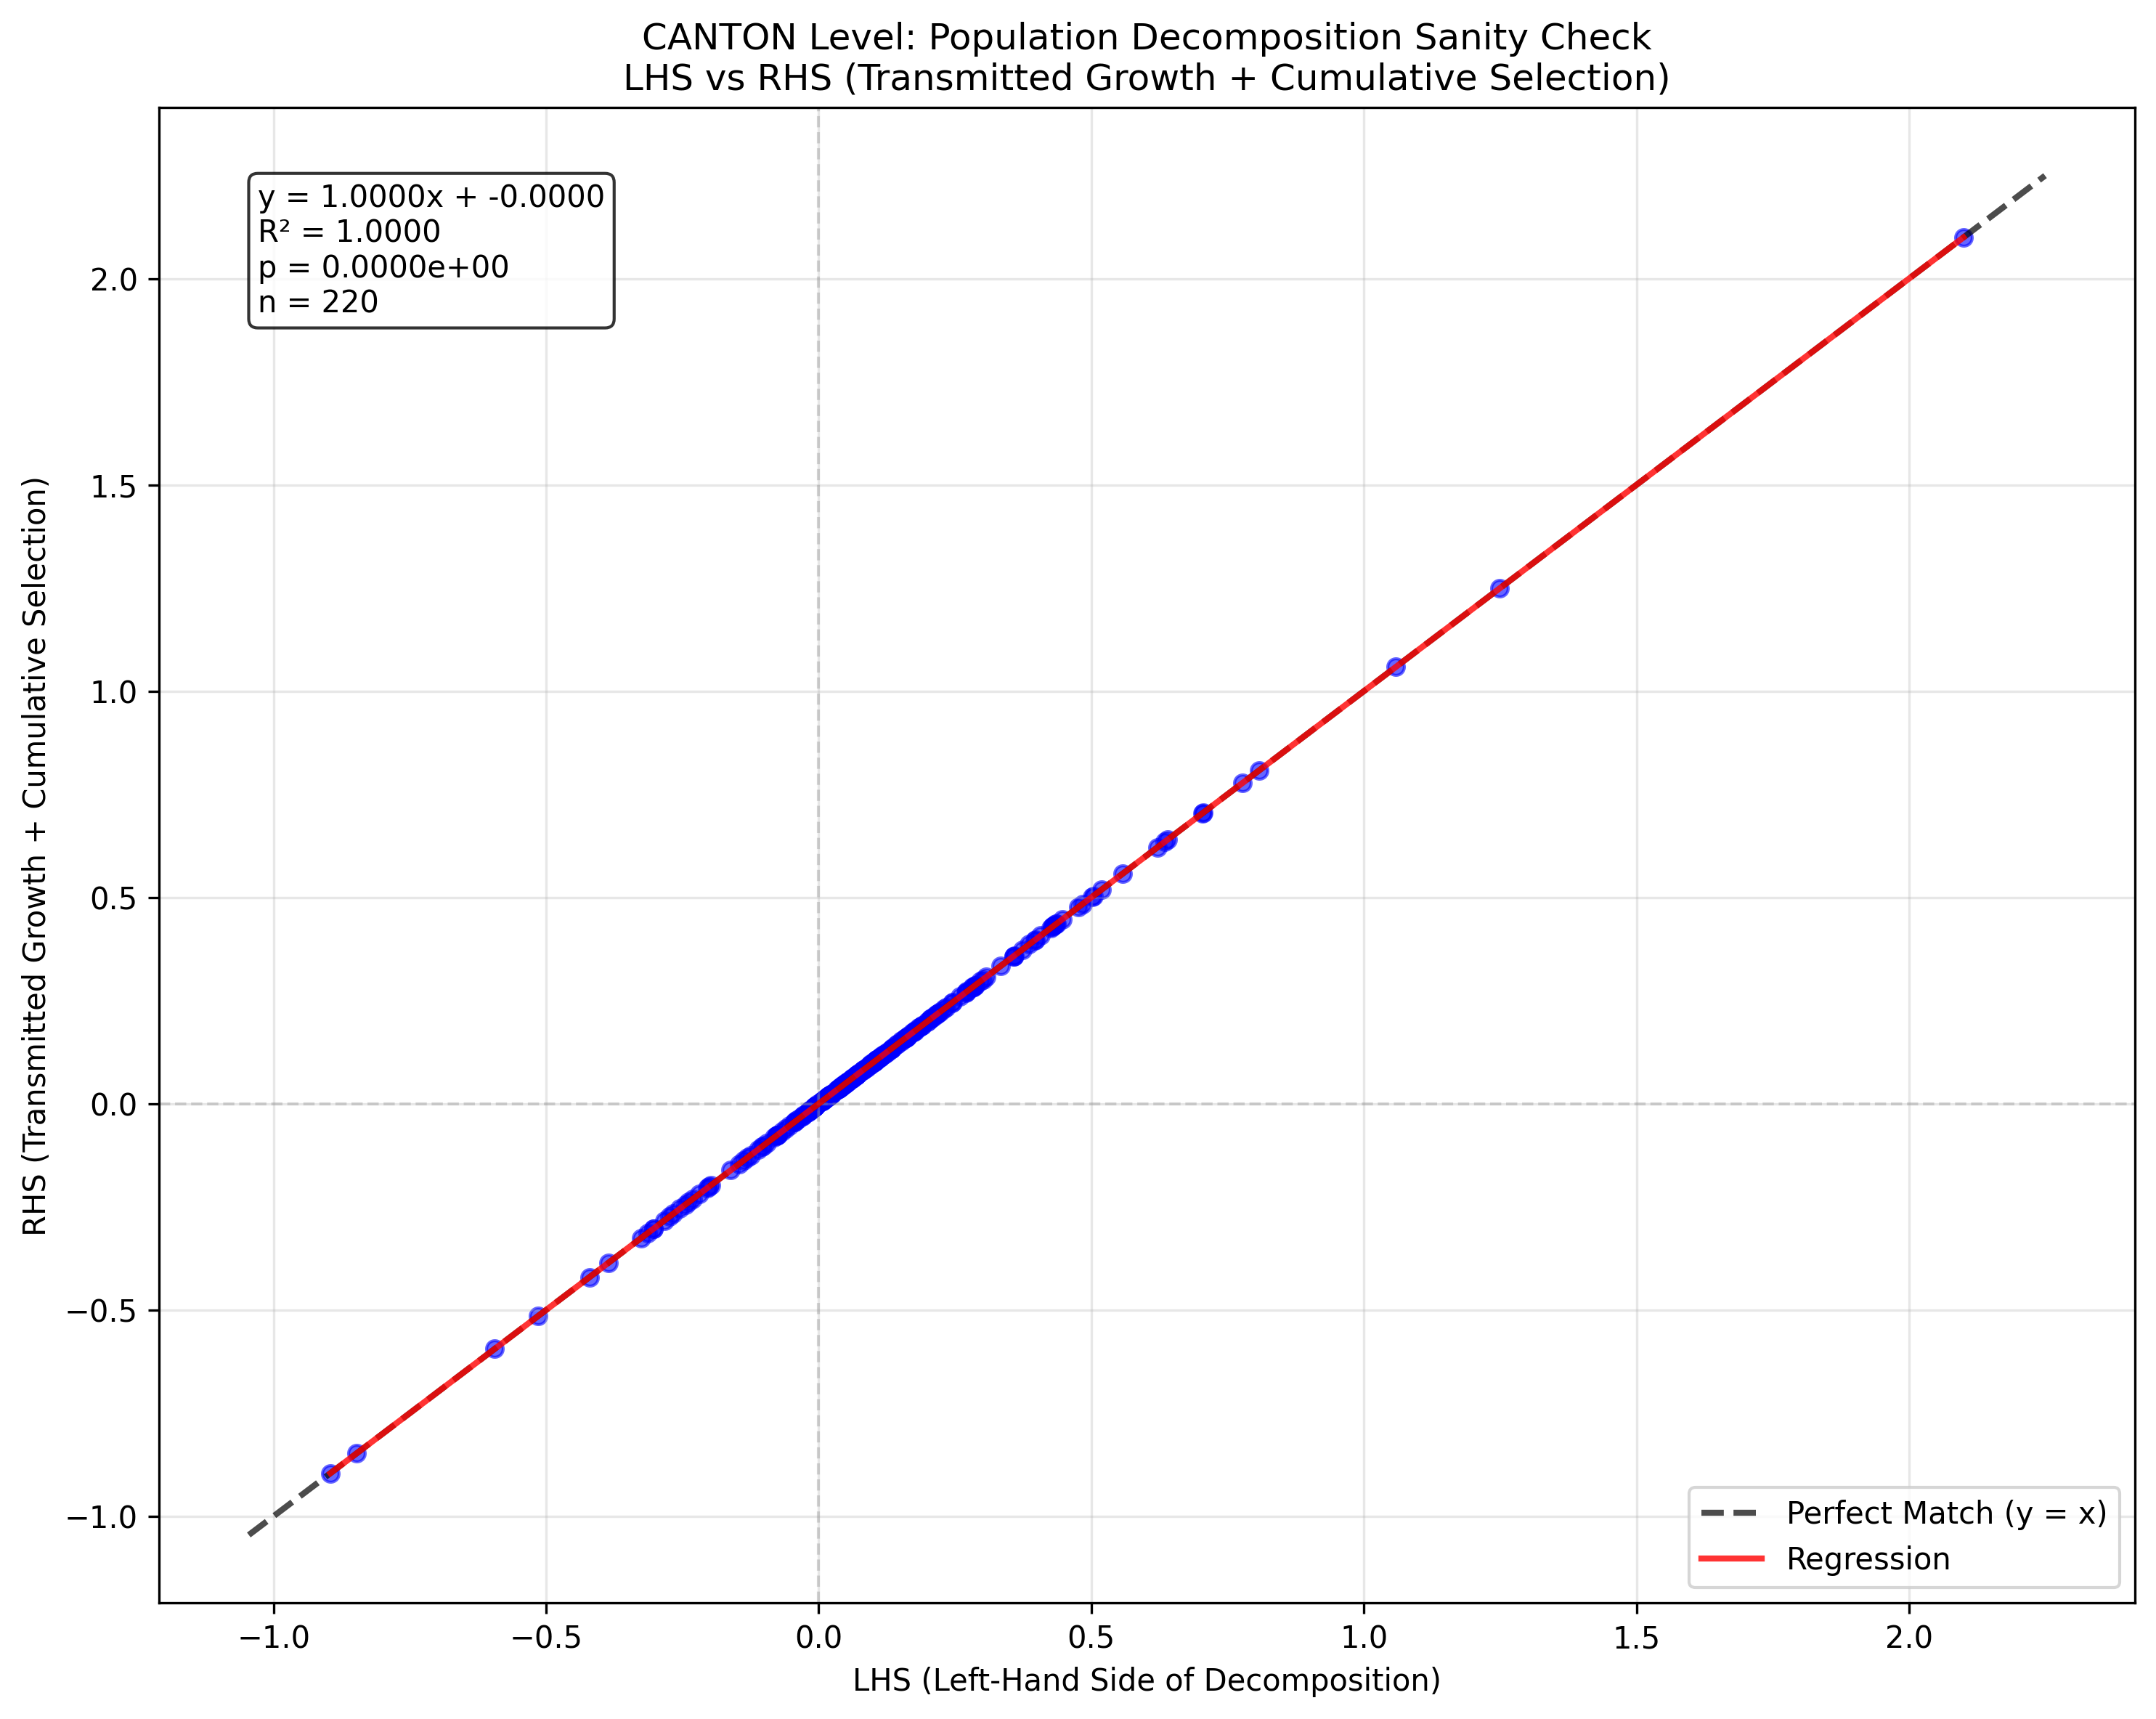 CANTON Level: Population Decomposition Sanity Check
LHS vs RHS (Transmitted Growth + Cumulative Selection)
y = 1.0000x + -0.0000
R² = 1.0000
p = 0.0000e+00
n = 220
RHS (Transmitted Growth + Cumulative Selection)
2.0
1.5
1.0
0.5
0.0
−0.5
−1.0
Perfect Match (y = x)
Regression
−1.0 −0.5 0.0 0.5 1.0 1.5 2.0
LHS (Left-Hand Side of Decomposition)